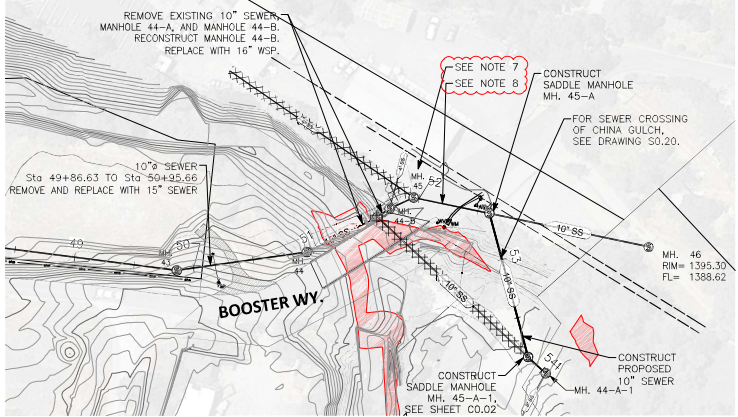 REMOVE EXISTING 10" SEWER,
MANHOLE 44-A, AND MANHOLE 44-B.
RECONSTRUCT MANHOLE 44-B.
REPLACE WITH 16" WSP.
SEE NOTE 7
SEE NOTE 8
CONSTRUCT
SADDLE MANHOLE
MH. 45-A
FOR SEWER CROSSING
OF CHINA GULCH,
SEE DRAWING S0.20.
10"ø SEWER
Sta 49+86.63 TO Sta 50+95.66
REMOVE AND REPLACE WITH 15" SEWER
MH.
45
52
MH.
44-B
49
50
51
MH.
43
MH.
44
10" SS
53
10" SS
10" SS
MH. 46
RIM= 1395.30
FL= 1388.62
BOOSTER WY.
CONSTRUCT
SADDLE MANHOLE
MH. 45-A-1,
SEE SHEET C0.02
54
CONSTRUCT
PROPOSED
10" SEWER
MH. 44-A-1